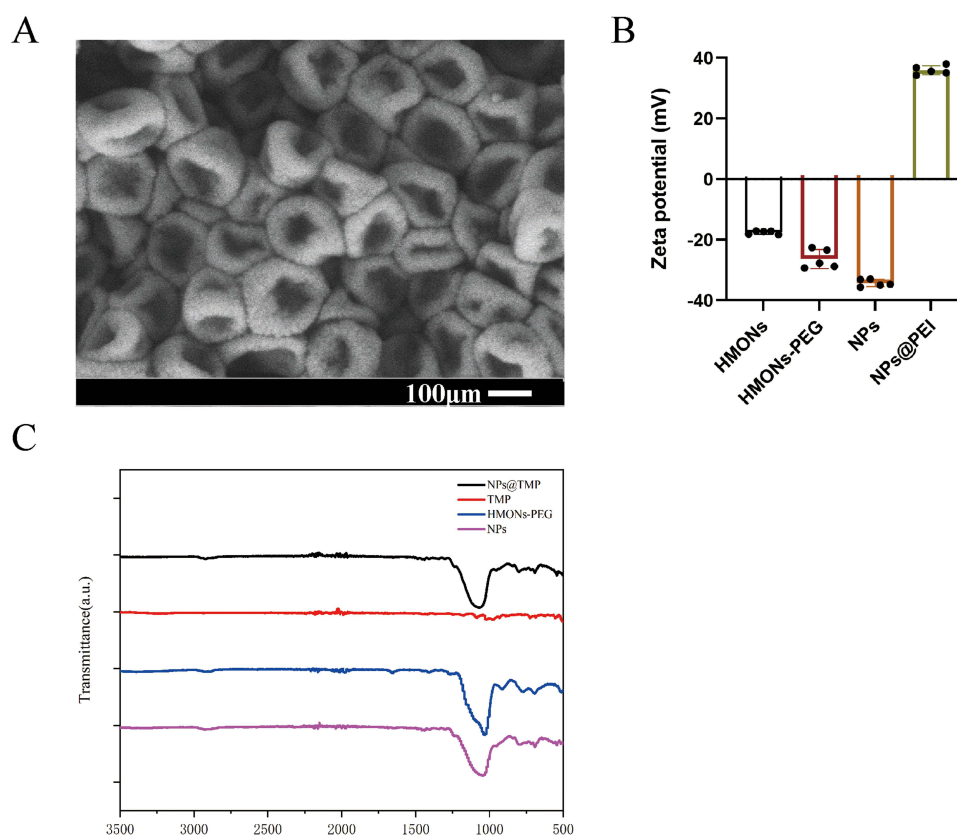 A
100μm
B
Zeta potential (mV)
40
20
0
-20
-40
HMONs
HMONs-PEG
NPs
NPs@PEI
C
Transmittance(a.u.)
NPs@TMP
TMP
HMONs-PEG
NPs
3500 3000 2500 2000 1500 1000 500